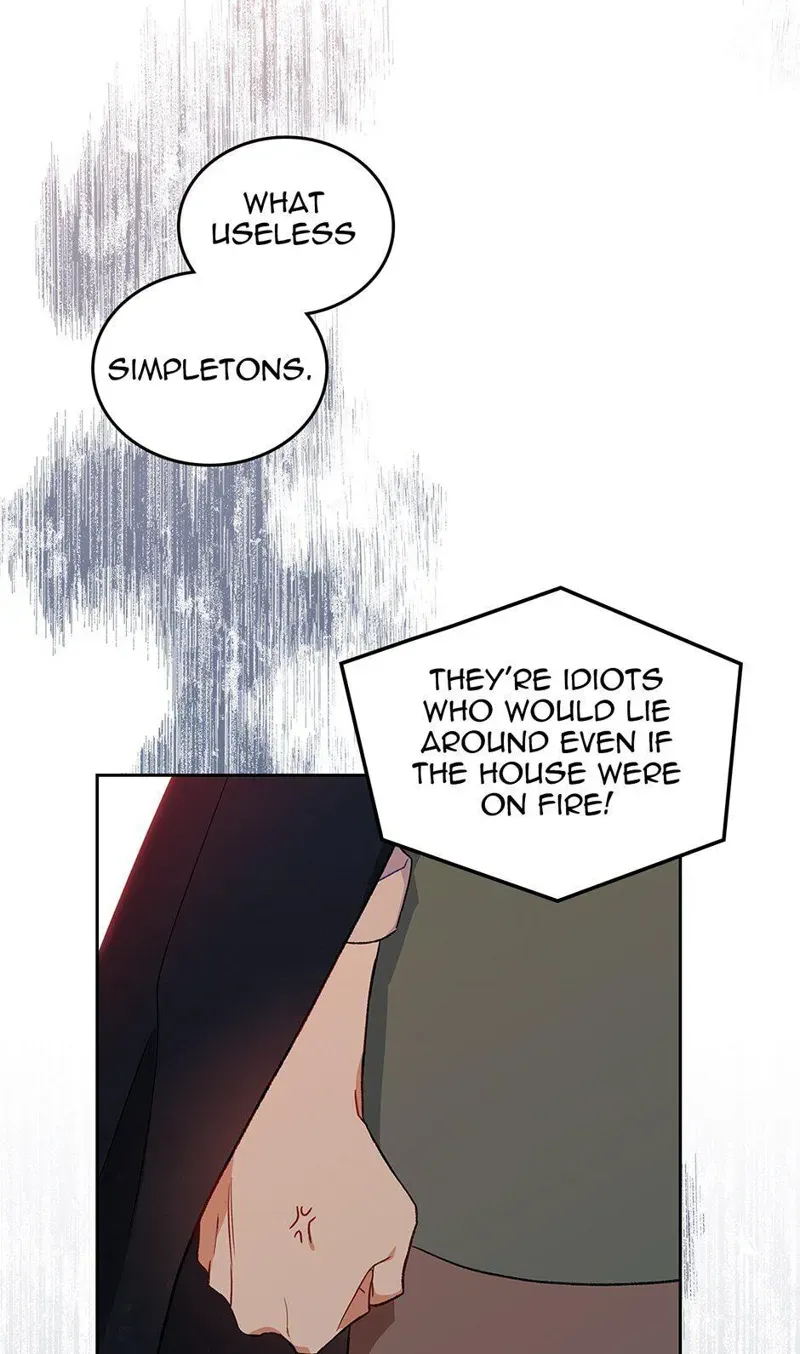 WHAT
USELESS
SIMPLETONS.
THEY'RE IDIOTS
WHO WOULD LIE
AROUND EVEN IF
THE HOUSE WERE
ON FIRE!